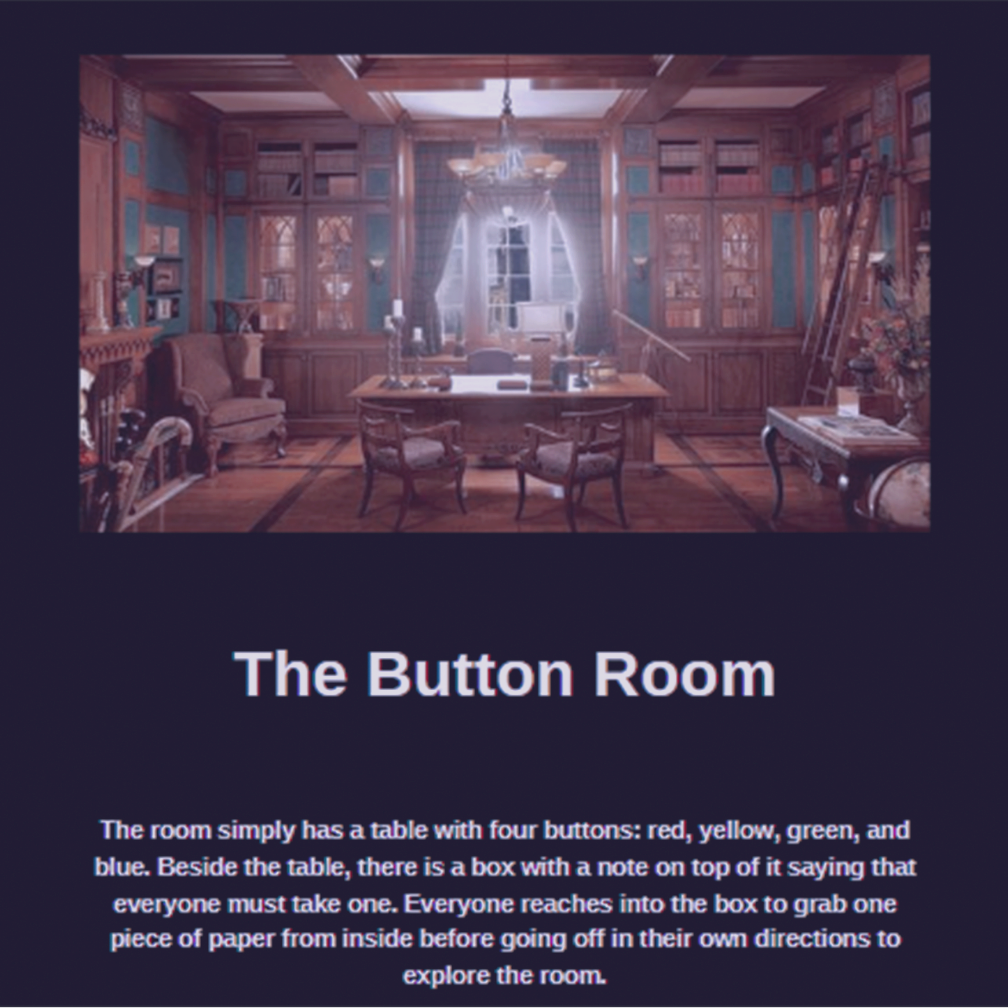 The Button Room
The room simply has a table with four buttons: red, yellow, green, and
blue. Beside the table, there is a box with a note on top of it saying that
everyone must take one. Everyone reaches into the box to grab one
piece of paper from inside before going off in their own directions to
explore the room.